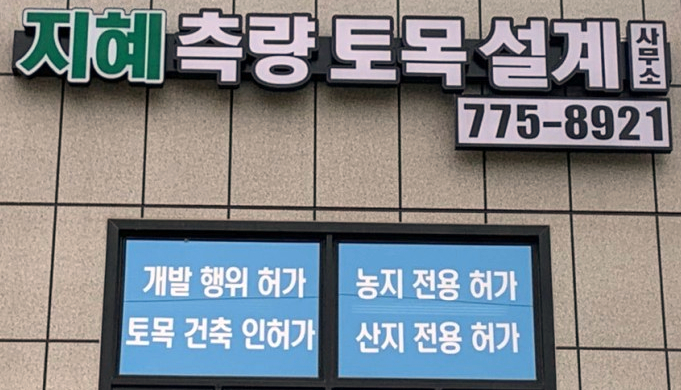 지혜 측량 토목 설계 사무소
775-8921
개발 행위 허가
토목 건축 인허가
농지 전용 허가
산지 전용 허가